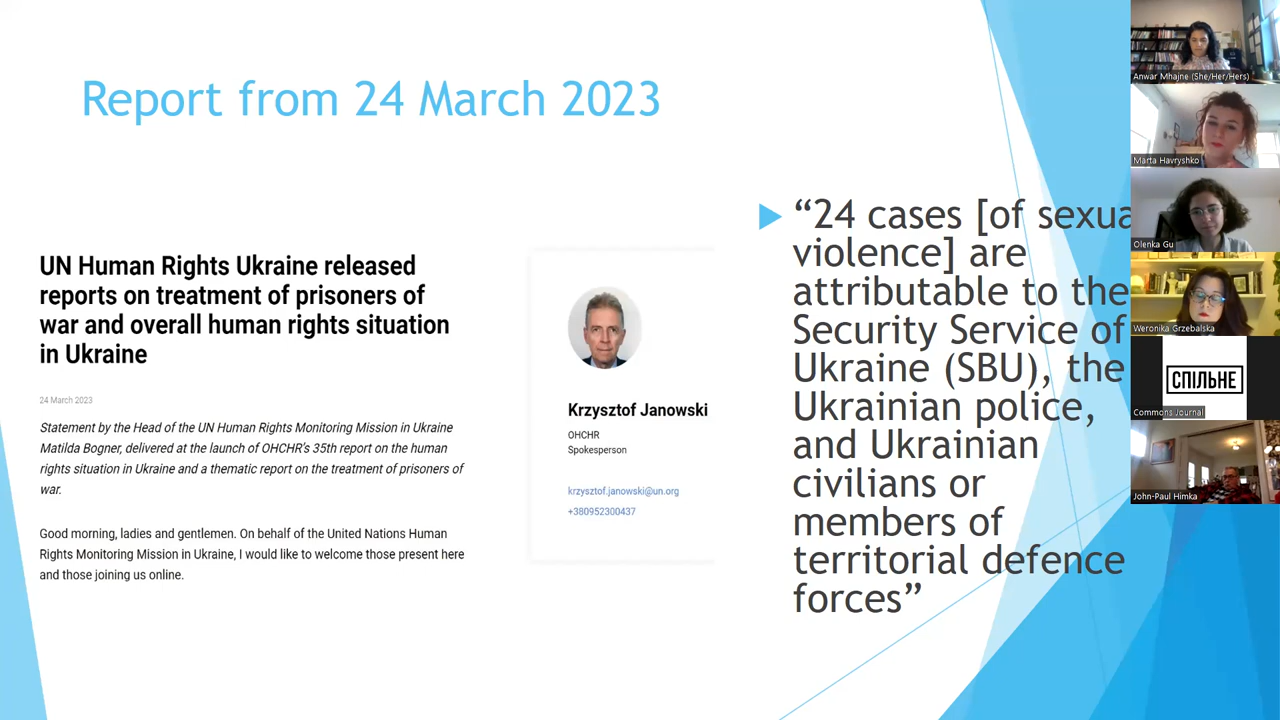 Report from 24 March 2023
UN Human Rights Ukraine released
reports on treatment of prisoners of
war and overall human rights situation
in Ukraine
24 March 2023
Statement by the Head of the UN Human Rights Monitoring Mission in Ukraine
Matilda Bogner, delivered at the launch of OHCHR's 35th report on the human
rights situation in Ukraine and a thematic report on the treatment of prisoners of
war.
Good morning, ladies and gentlemen. On behalf of the United Nations Human
Rights Monitoring Mission in Ukraine, I would like to welcome those present here
and those joining us online.
Krzysztof Janowski
OHCHR
Spokesperson
krzysztof.janowski@un.org
+380952300437
“24 cases [of sexua
violence] are
attributable to the
Security Service of
Ukraine (SBU), the
Ukrainian police,
and Ukrainian
civilians or
members of
territorial defence
forces”
Anwar Mhajne (She/Her/Hers)
Marta Havryshko
Olenka Gu
Weronika Grzebalska
СПІЛЬНЕ
Commons Journal
John-Paul Himka